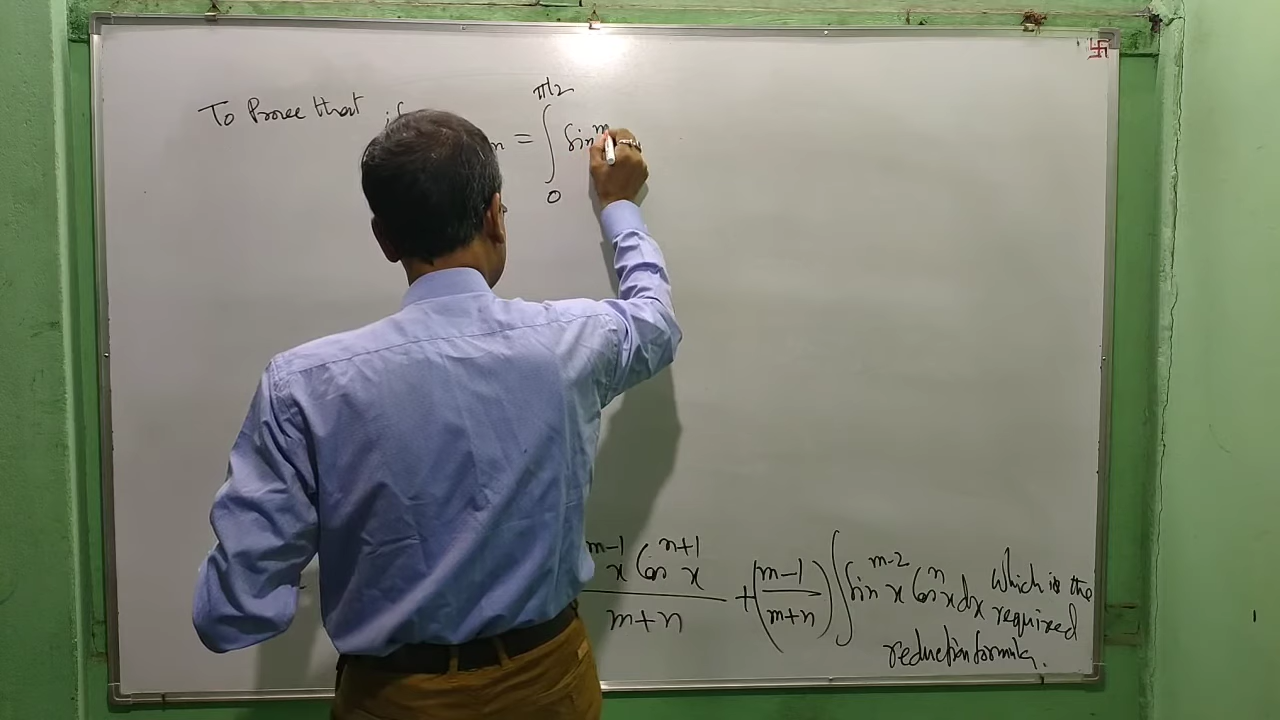 To Prove that if
n = ∫₀^{π/2} sin^m
^{m-1}x Cos^{n+1}x / m+n + (m-1 / m+n) ∫ Sin^{m-2}x Cos^n x dx which is the
required
reduction formula.